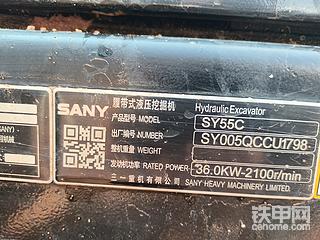 SANY 履带式液压挖掘机 Hydraulic Excavator
产品型号 MODEL SY55C
出厂编号 NUMBER SY005QCCU1798
整机重量 WEIGHT
发动机功率 RATED POWER 36.0KW-2100r/min
三一重机有限公司 SANY HEAVY MACHINERY LIMITED.
铁甲网